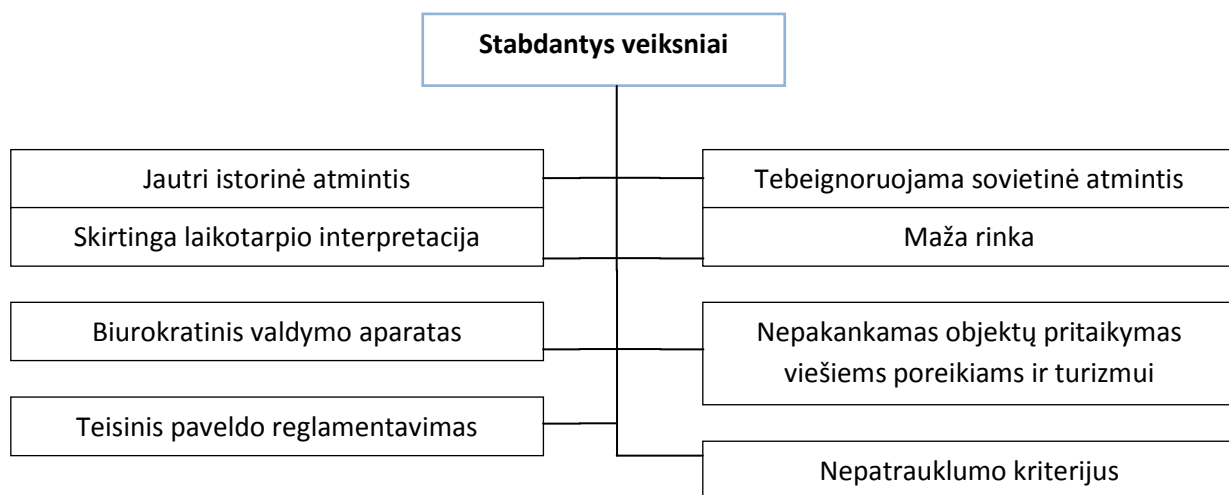 Stabdantys veiksniai
Jautri istorinė atmintis
Tebeignoruojama sovietinė atmintis
Skirtinga laikotarpio interpretacija
Maža rinka
Biurokratinis valdymo aparatas
Nepakankamas objektų pritaikymas
viešiems poreikiams ir turizmui
Teisinis paveldo reglamentavimas
Nepatrauklumo kriterijus